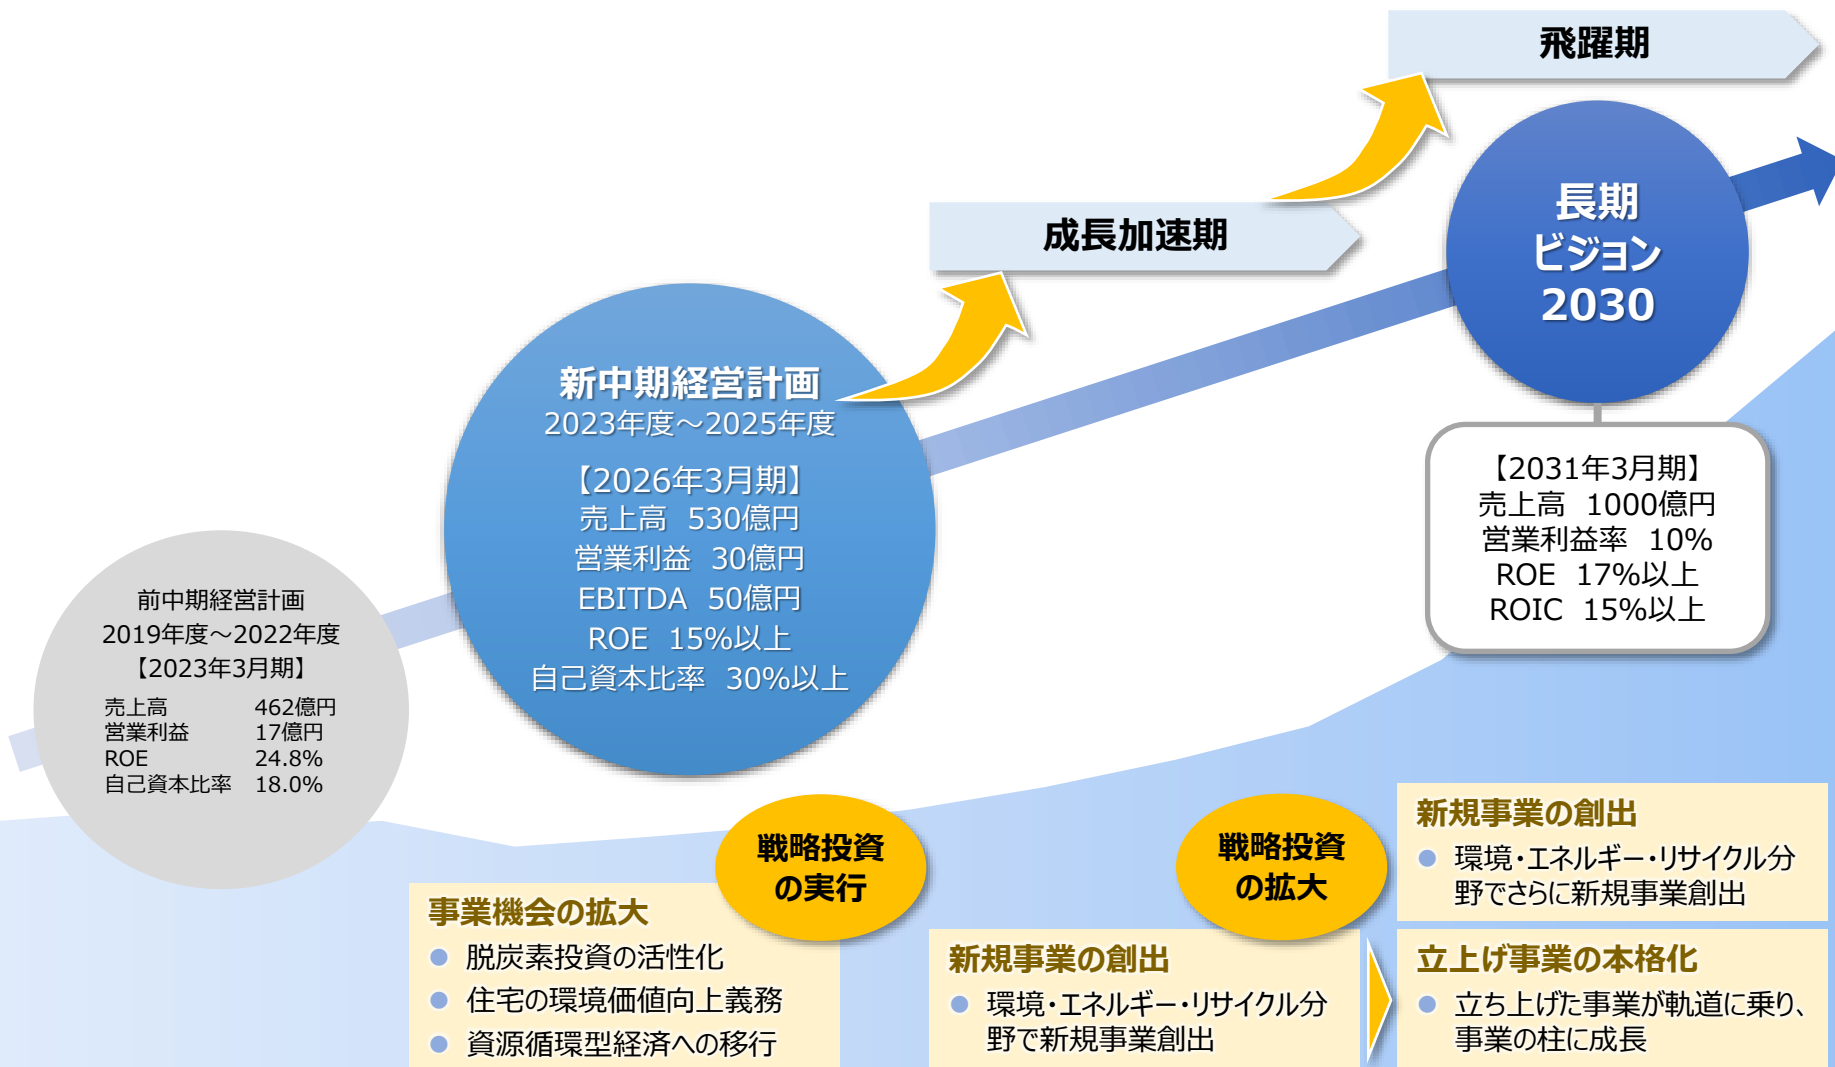 飛躍期
成長加速期
長期
ビジョン
2030
新中期経営計画
2023年度～2025年度
【2026年3月期】
売上高 530億円
営業利益 30億円
EBITDA 50億円
ROE 15%以上
自己資本比率 30%以上
【2031年3月期】
売上高 1000億円
営業利益率 10%
ROE 17%以上
ROIC 15%以上
前中期経営計画
2019年度～2022年度
【2023年3月期】
売上高 462億円
営業利益 17億円
ROE 24.8%
自己資本比率 18.0%
戦略投資
の実行
事業機会の拡大
● 脱炭素投資の活性化
● 住宅の環境価値向上義務
● 資源循環型経済への移行
戦略投資
の拡大
新規事業の創出
● 環境・エネルギー・リサイクル分
野で新規事業創出
新規事業の創出
● 環境・エネルギー・リサイクル分
野でさらに新規事業創出
立上げ事業の本格化
● 立ち上げた事業が軌道に乗り、
事業の柱に成長